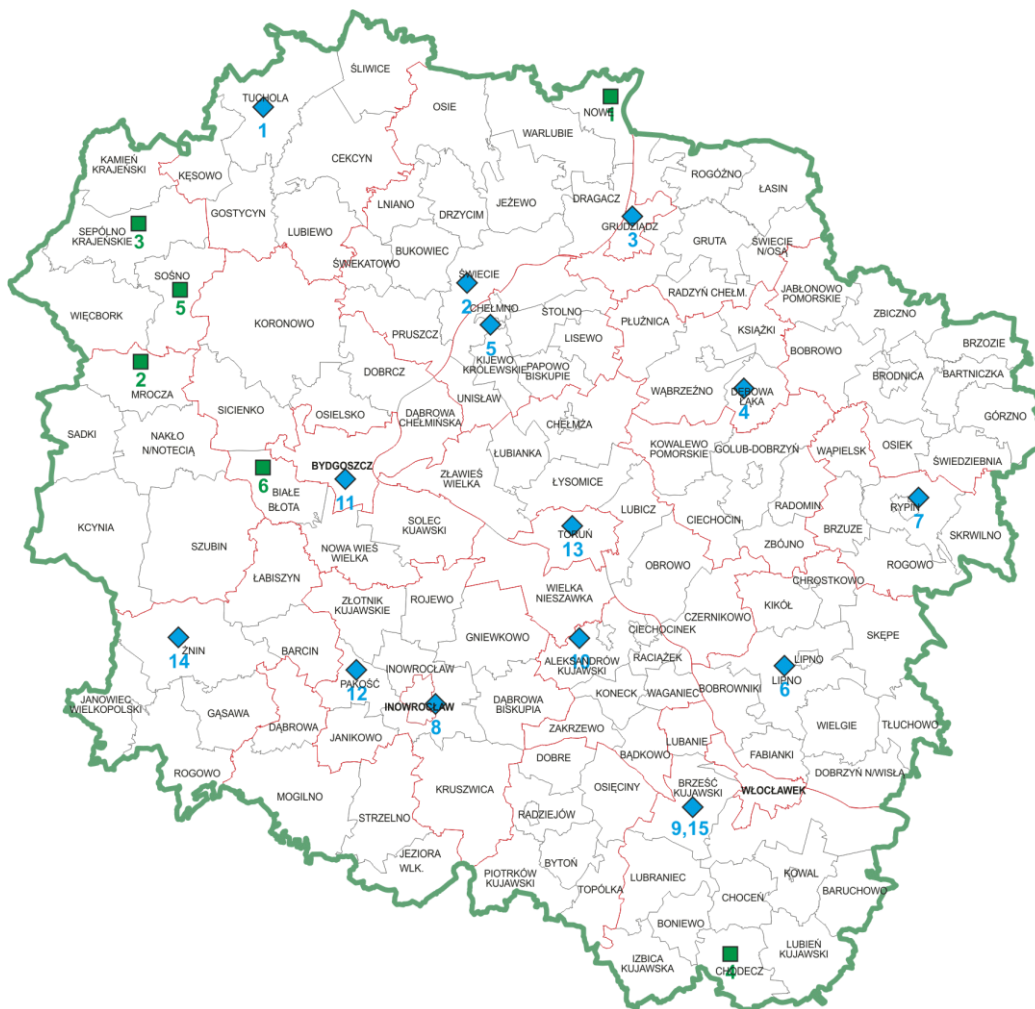 ŚLIWICE
TUCHOLA
1
OSIE
NOWE
1
WARLUBIE
KAMIEŃ
KRAJEŃSKI
KĘSOWO
CEKCYN
ROGÓŹNO
ŁASIN
GOSTYCYN
LNIANO
DRZYCIM
JEŻEWO
DRAGACZ
SEPÓLNO
KRAJEŃSKIE
3
LUBIEWO
GRUDZIĄDZ
3
GRUTA
ŚWIECIE
N/OSĄ
BUKOWIEC
ŚWIEKATOWO
SOŚNO
5
ŚWIECIE
2
RADZYŃ CHEŁM.
JABŁONOWO
POMORSKIE
WIĘCBORK
KORONOWO
PRUSZCZ
CHEŁMNO
5
STOLNO
PŁUŻNICA
KSIĄŻKI
ZBICZNO
LISEWO
BOBROWO
BRZOZIE
2
MROCZA
DOBRCZ
KIJEWO
KRÓLEWSKIE
PAPOWO
BISKUPIE
WĄBRZEŹNO
DĘBOWA
ŁĄKA
4
BRODNICA
BARTNICZKA
SICIENKO
OSIELSKO
DĄBROWA
CHEŁMIŃSKA
UNISŁAW
CHEŁMŻA
GÓRZNO
SADKI
NAKŁO
N/NOTECIĄ
KOWALEWO
POMORSKIE
GOLUB-DOBRZYŃ
WĄPIELSK
OSIEK
ŚWIEDZIEBNIA
6
BIAŁE
BŁOTA
BYDGOSZCZ
11
ZŁAWIEŚ
WIELKA
ŁUBIANKA
ŁYSOMICE
KCYNIA
SZUBIN
SOLEC
KUJAWSKI
LUBICZ
RADOMIN
RYPIN
7
CIECHOCIN
BRZUZE
SKRWILNO
NOWA WIEŚ
WIELKA
TORUŃ
13
ZBÓJNO
ŁABISZYN
OBROWO
ROGOWO
CHROSTKOWO
ZŁOTNIK
KUJAWSKIE
ROJEWO
WIELKA
NIESZAWKA
KIKÓŁ
CZERNIKOWO
GNIEWKOWO
CIECHOCINEK
SKĘPE
ŻNIN
14
BARCIN
ALEKSANDRÓW
KUJAWSKI
10
RACIĄŻEK
LIPNO
LIPNO
6
INOWROCŁAW
PAKOŚĆ
12
DĄBROWA
BISKUPIA
KONECK
WAGANIEC
BOBROWNIKI
JANOWIEC
WIELKOPOLSKI
GĄSAWA
INOWROCŁAW
8
DĄBROWA
JANIKOWO
ZAKRZEWO
WIELGIE
TŁUCHOWO
LUBANIE
BĄDKOWO
FABIANKI
DOBRE
ROGOWO
DOBRZYŃ N/WISŁĄ
MOGILNO
KRUSZWICA
OSIĘCINY
BRZEŚĆ
KUJAWSKI
9,15
WŁOCŁAWEK
STRZELNO
RADZIEJÓW
JEZIORA
WLK.
PIOTRKÓW
KUJAWSKI
BYTOŃ
TOPÓLKA
LUBRANIEC
KOWAL
CHOCEŃ
BARUCHOWO
BONIEWO
IZBICA
KUJAWSKA
CHODECZ
4
LUBIEŃ
KUJAWSKI